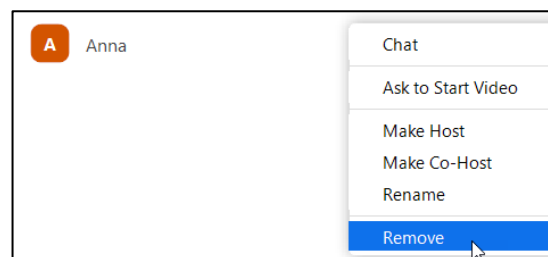 A Anna
Chat
Ask to Start Video
Make Host
Make Co-Host
Rename
Remove